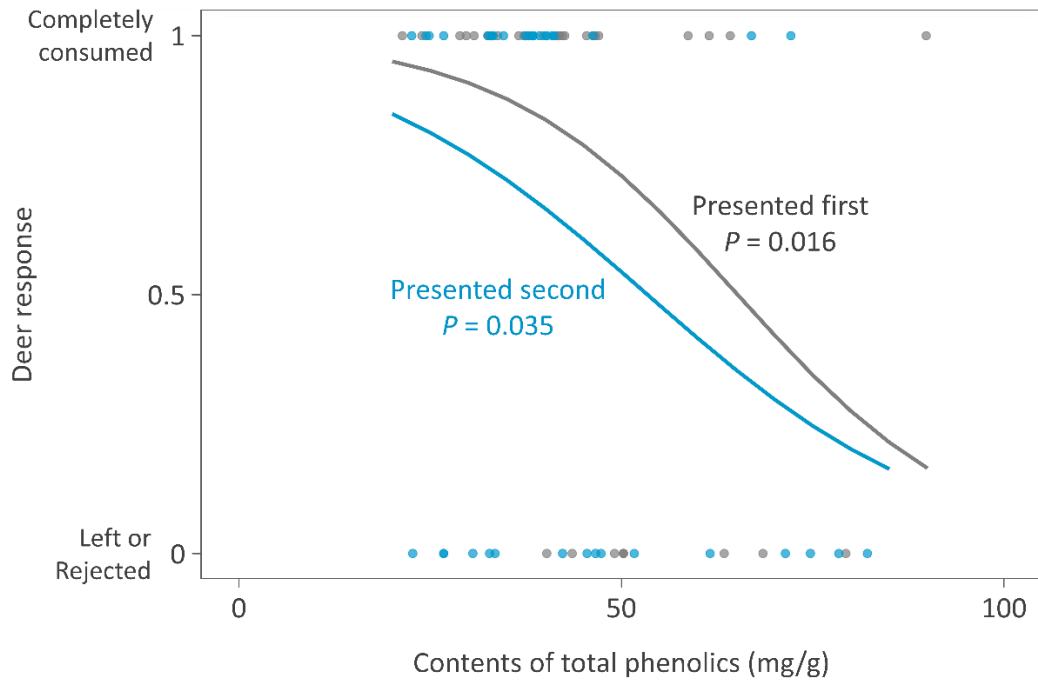 Completely
consumed
1
Presented first
P = 0.016
Deer response
0.5
Presented second
P = 0.035
Left or
Rejected
0
0
50
100
Contents of total phenolics (mg/g)